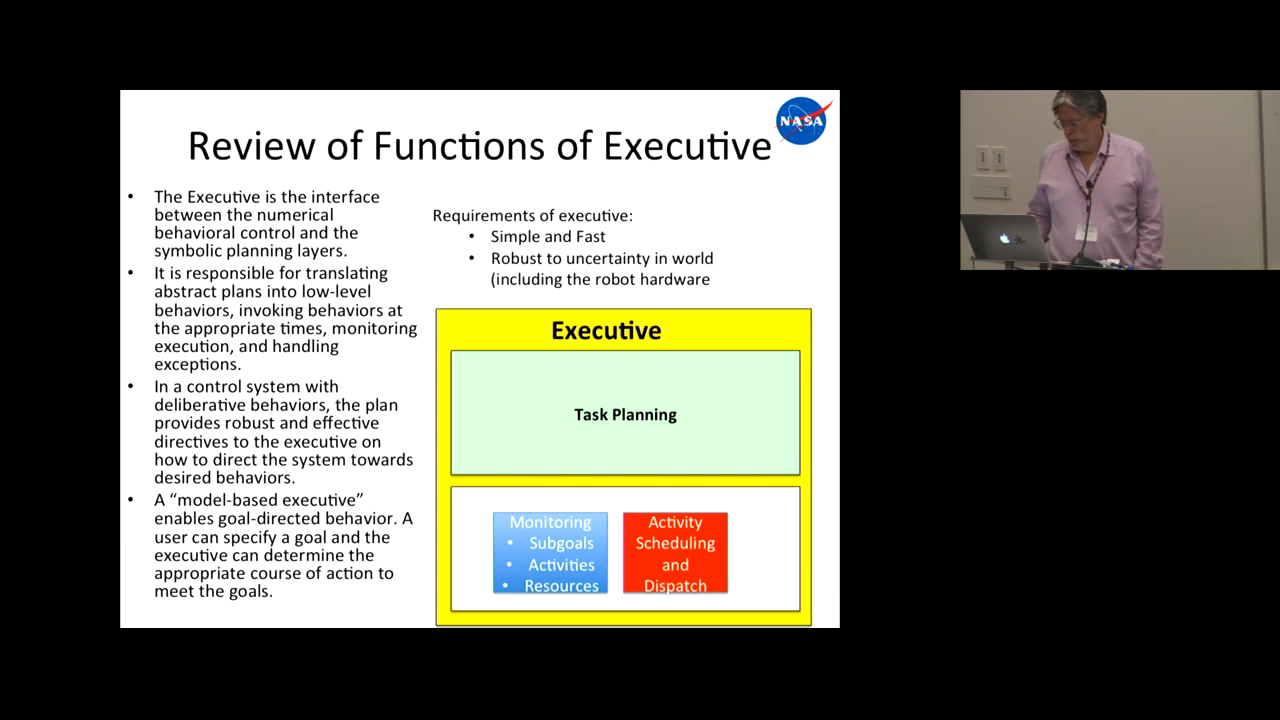 NASA
Review of Functions of Executive
• The Executive is the interface
between the numerical
behavioral control and the
symbolic planning layers.
• It is responsible for translating
abstract plans into low-level
behaviors, invoking behaviors at
the appropriate times, monitoring
execution, and handling
exceptions.
• In a control system with
deliberative behaviors, the plan
provides robust and effective
directives to the executive on
how to direct the system towards
desired behaviors.
• A “model-based executive”
enables goal-directed behavior. A
user can specify a goal and the
executive can determine the
appropriate course of action to
meet the goals.
Requirements of executive:
• Simple and Fast
• Robust to uncertainty in world
(including the robot hardware
Executive
Task Planning
Monitoring
• Subgoals
• Activities
• Resources
Activity
Scheduling
and
Dispatch